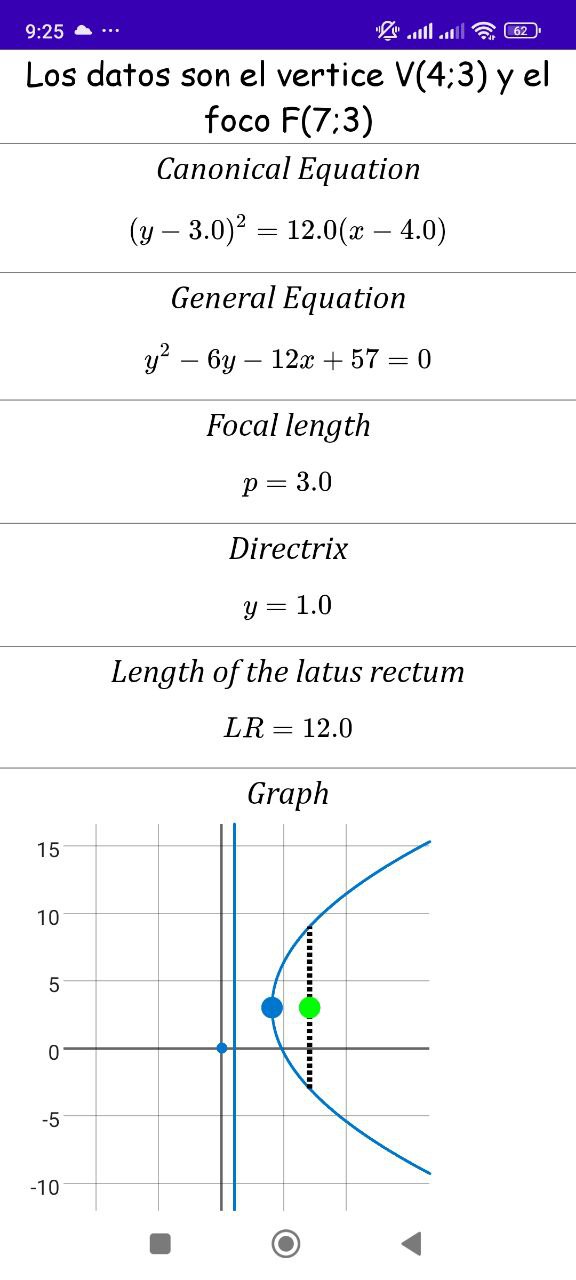 9:25 ...
62
Los datos son el vertice V(4;3) y el
foco F(7;3)
Canonical Equation
(y − 3.0)² = 12.0(x − 4.0)
General Equation
y² − 6y − 12x + 57 = 0
Focal length
p = 3.0
Directrix
y = 1.0
Length of the latus rectum
LR = 12.0
Graph
15
10
5
0
-5
-10